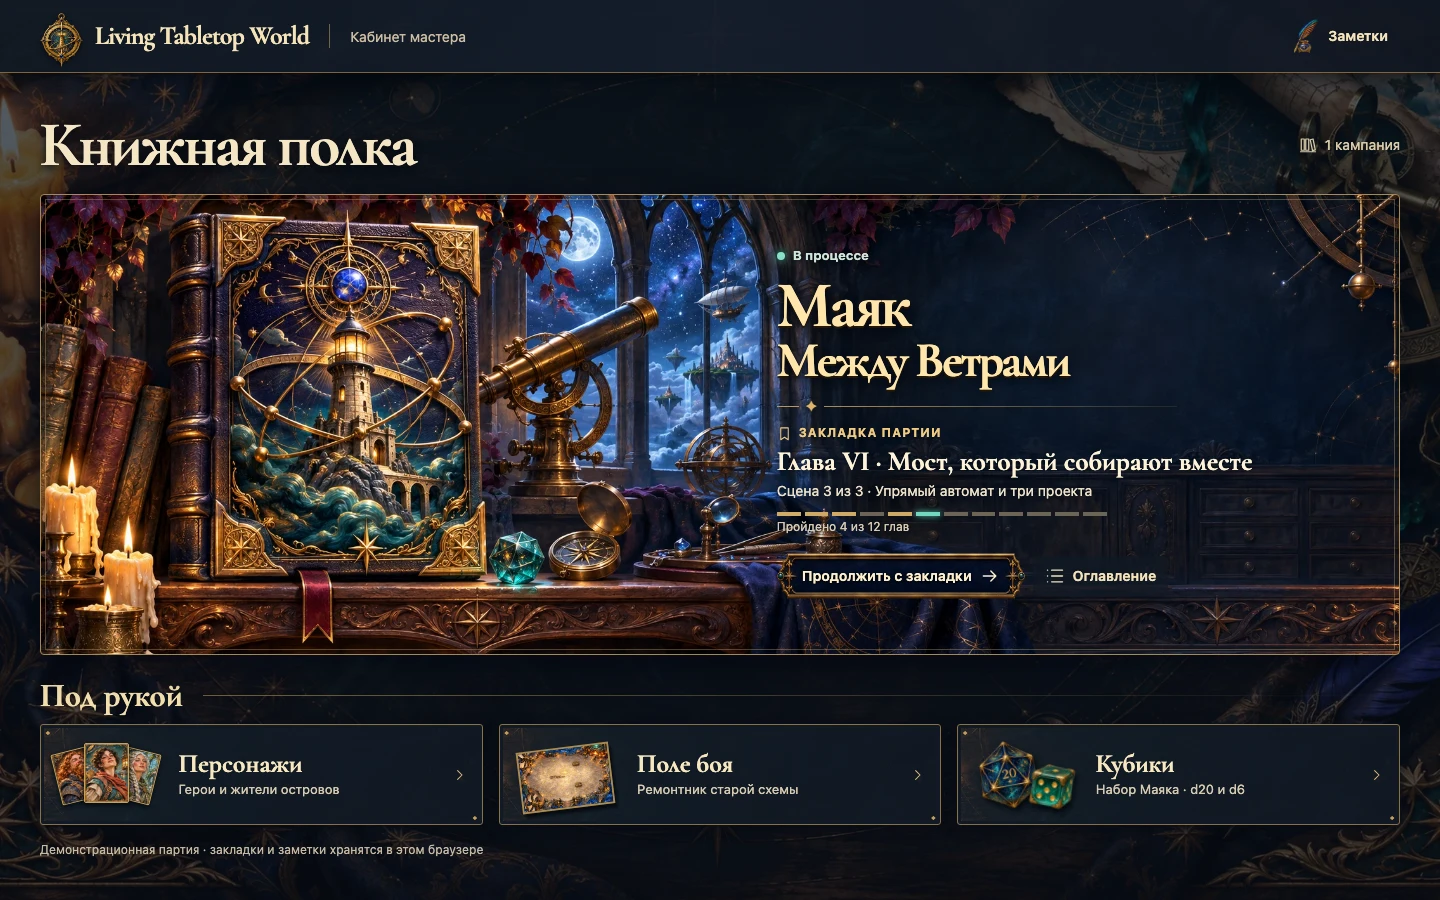 Living Tabletop World
Кабинет мастера
Заметки
Книжная полка
1 кампания
В процессе
Маяк
Между Ветрами
ЗАКЛАДКА ПАРТИИ
Глава VI · Мост, который собирают вместе
Сцена 3 из 3 · Упрямый автомат и три проекта
Пройдено 4 из 12 глав
Продолжить с закладки →
Оглавление
Под рукой
Персонажи
Герои и жители островов
Поле боя
Ремонтник старой схемы
20
Кубики
Набор Маяка · d20 и d6
Демонстрационная партия · закладки и заметки хранятся в этом браузере